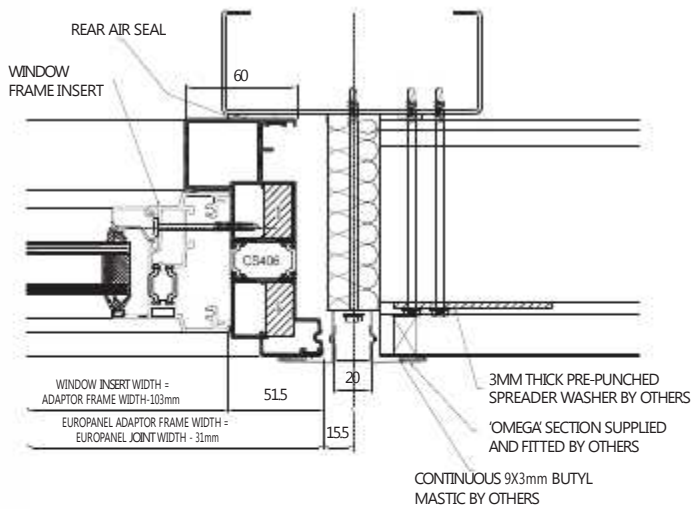 REAR AIR SEAL
WINDOW
FRAME INSERT
60
CS406
WINDOW INSERT WIDTH =
ADAPTOR FRAME WIDTH-103mm
51.5
20
EUROPANEL ADAPTOR FRAME WIDTH =
EUROPANEL JOINT WIDTH - 31mm
15.5
3MM THICK PRE-PUNCHED
SPREADER WASHER BY OTHERS
'OMEGA' SECTION SUPPLIED
AND FITTED BY OTHERS
CONTINUOUS 9X3mm BUTYL
MASTIC BY OTHERS